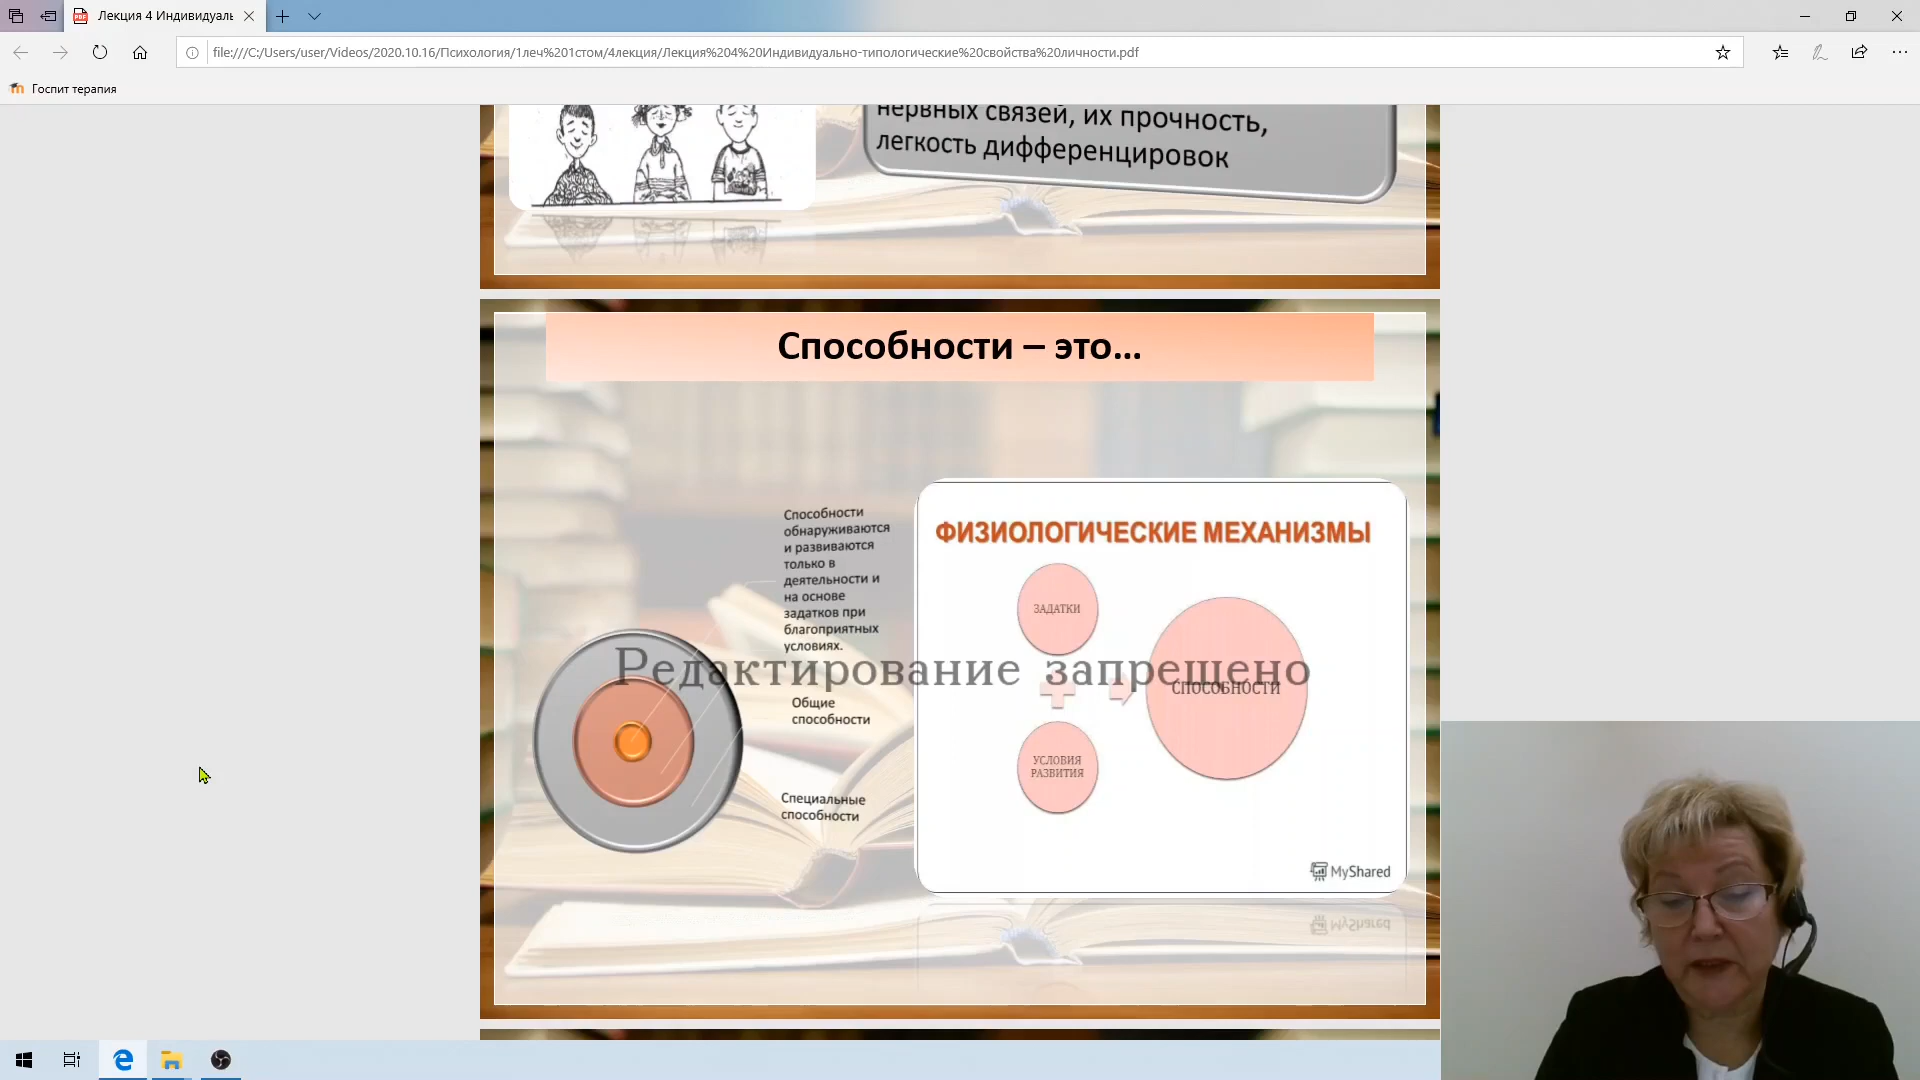 Лекция 4 Индивидуаль
file:///C:/Users/user/Videos/2020.10.16/Психология/1леч%201стом/4лекция/Лекция%204%20Индивидуально-типологические%20свойства%20личности.pdf
Госпит терапия
нервных связей, их прочность,
легкость дифференцировок
Способности – это...
Способности
обнаруживаются
и развиваются
только в
деятельности и
на основе
задатков при
благоприятных
условиях.
Общие
способности
Специальные
способности
ФИЗИОЛОГИЧЕСКИЕ МЕХАНИЗМЫ
ЗАДАТКИ
СПОСОБНОСТИ
УСЛОВИЯ
РАЗВИТИЯ
Редактирование запрещено
MyShared